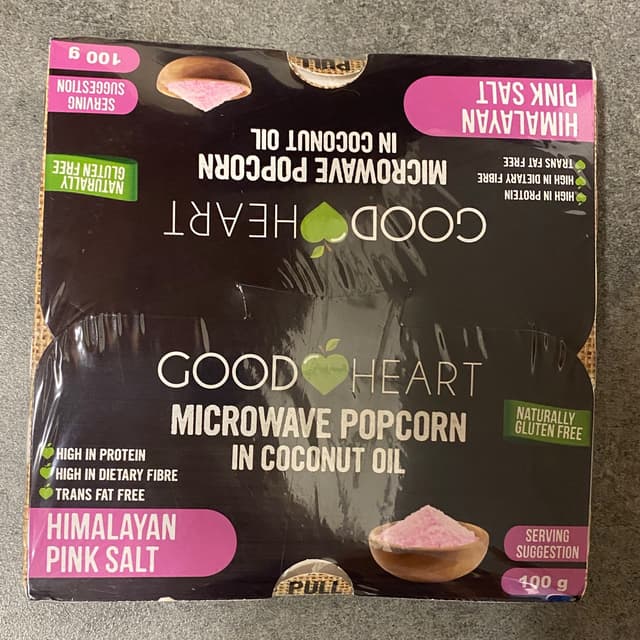 PULL
100 g
SERVING
SUGGESTION
HIMALAYAN
PINK SALT
HIGH IN PROTEIN
HIGH IN DIETARY FIBRE
TRANS FAT FREE
NATURALLY
GLUTEN FREE
MICROWAVE POPCORN
IN COCONUT OIL
GOOD HEART
GOOD HEART
MICROWAVE POPCORN
IN COCONUT OIL
NATURALLY
GLUTEN FREE
HIGH IN PROTEIN
HIGH IN DIETARY FIBRE
TRANS FAT FREE
HIMALAYAN
PINK SALT
SERVING
SUGGESTION
100 g
PULL